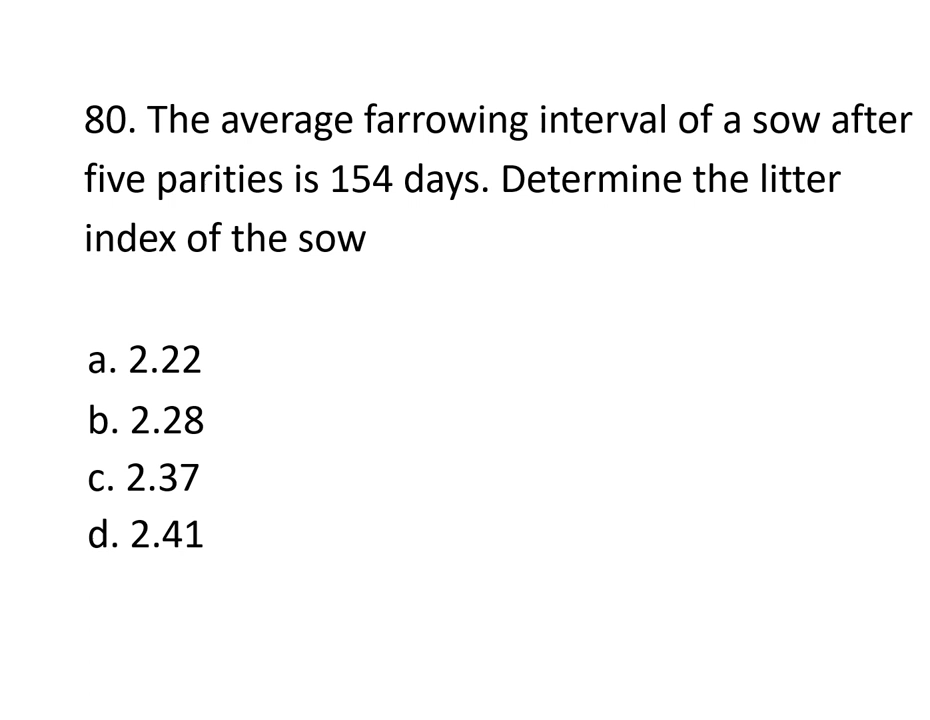 80. The average farrowing interval of a sow after
five parities is 154 days. Determine the litter
index of the sow
a. 2.22
b. 2.28
c. 2.37
d. 2.41